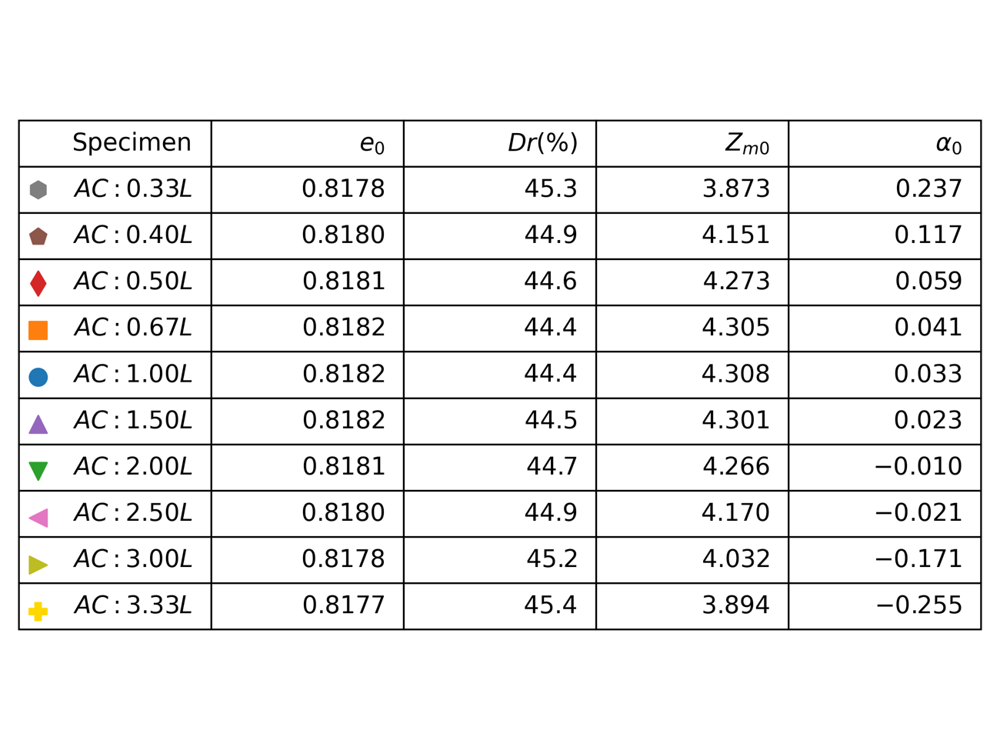 Specimen e0 Dr(%) Zm0 α0
AC : 0.33L 0.8178 45.3 3.873 0.237
AC : 0.40L 0.8180 44.9 4.151 0.117
AC : 0.50L 0.8181 44.6 4.273 0.059
AC : 0.67L 0.8182 44.4 4.305 0.041
AC : 1.00L 0.8182 44.4 4.308 0.033
AC : 1.50L 0.8182 44.5 4.301 0.023
AC : 2.00L 0.8181 44.7 4.266 −0.010
AC : 2.50L 0.8180 44.9 4.170 −0.021
AC : 3.00L 0.8178 45.2 4.032 −0.171
AC : 3.33L 0.8177 45.4 3.894 −0.255